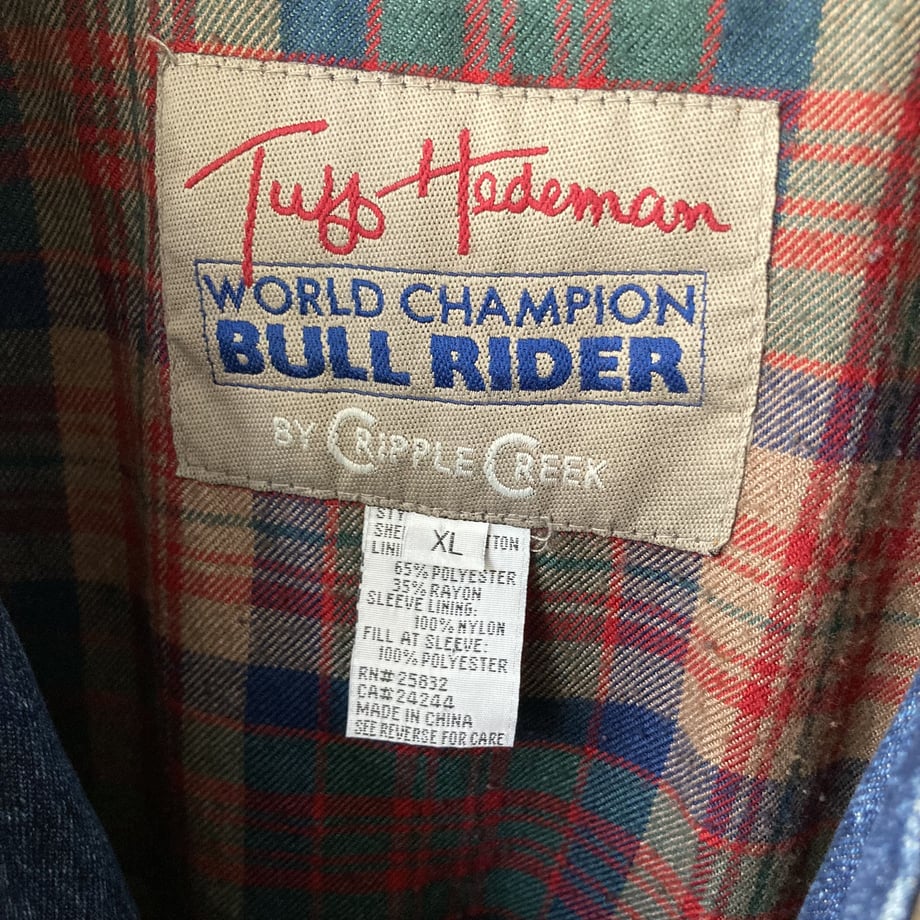 Tuff Hedeman
WORLD CHAMPION
BULL RIDER
BY CRIPPLE CREEK
XL
65% POLYESTER
35% RAYON
SLEEVE LINING:
100% NYLON
FILL AT SLEEVE:
100% POLYESTER
RN# 25832
CA# 24244
MADE IN CHINA
SEE REVERSE FOR CARE